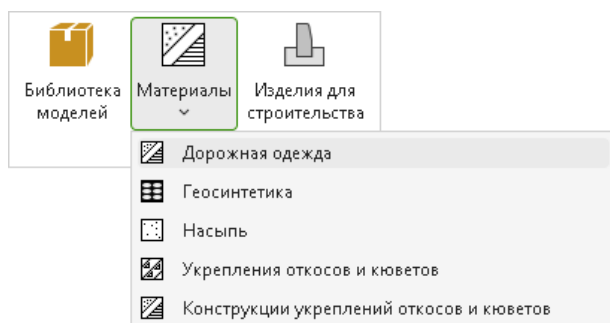 Библиотека
моделей
Материалы
Изделия для
строительства
Дорожная одежда
Геосинтетика
Насыпь
Укрепления откосов и кюветов
Конструкции укреплений откосов и кюветов